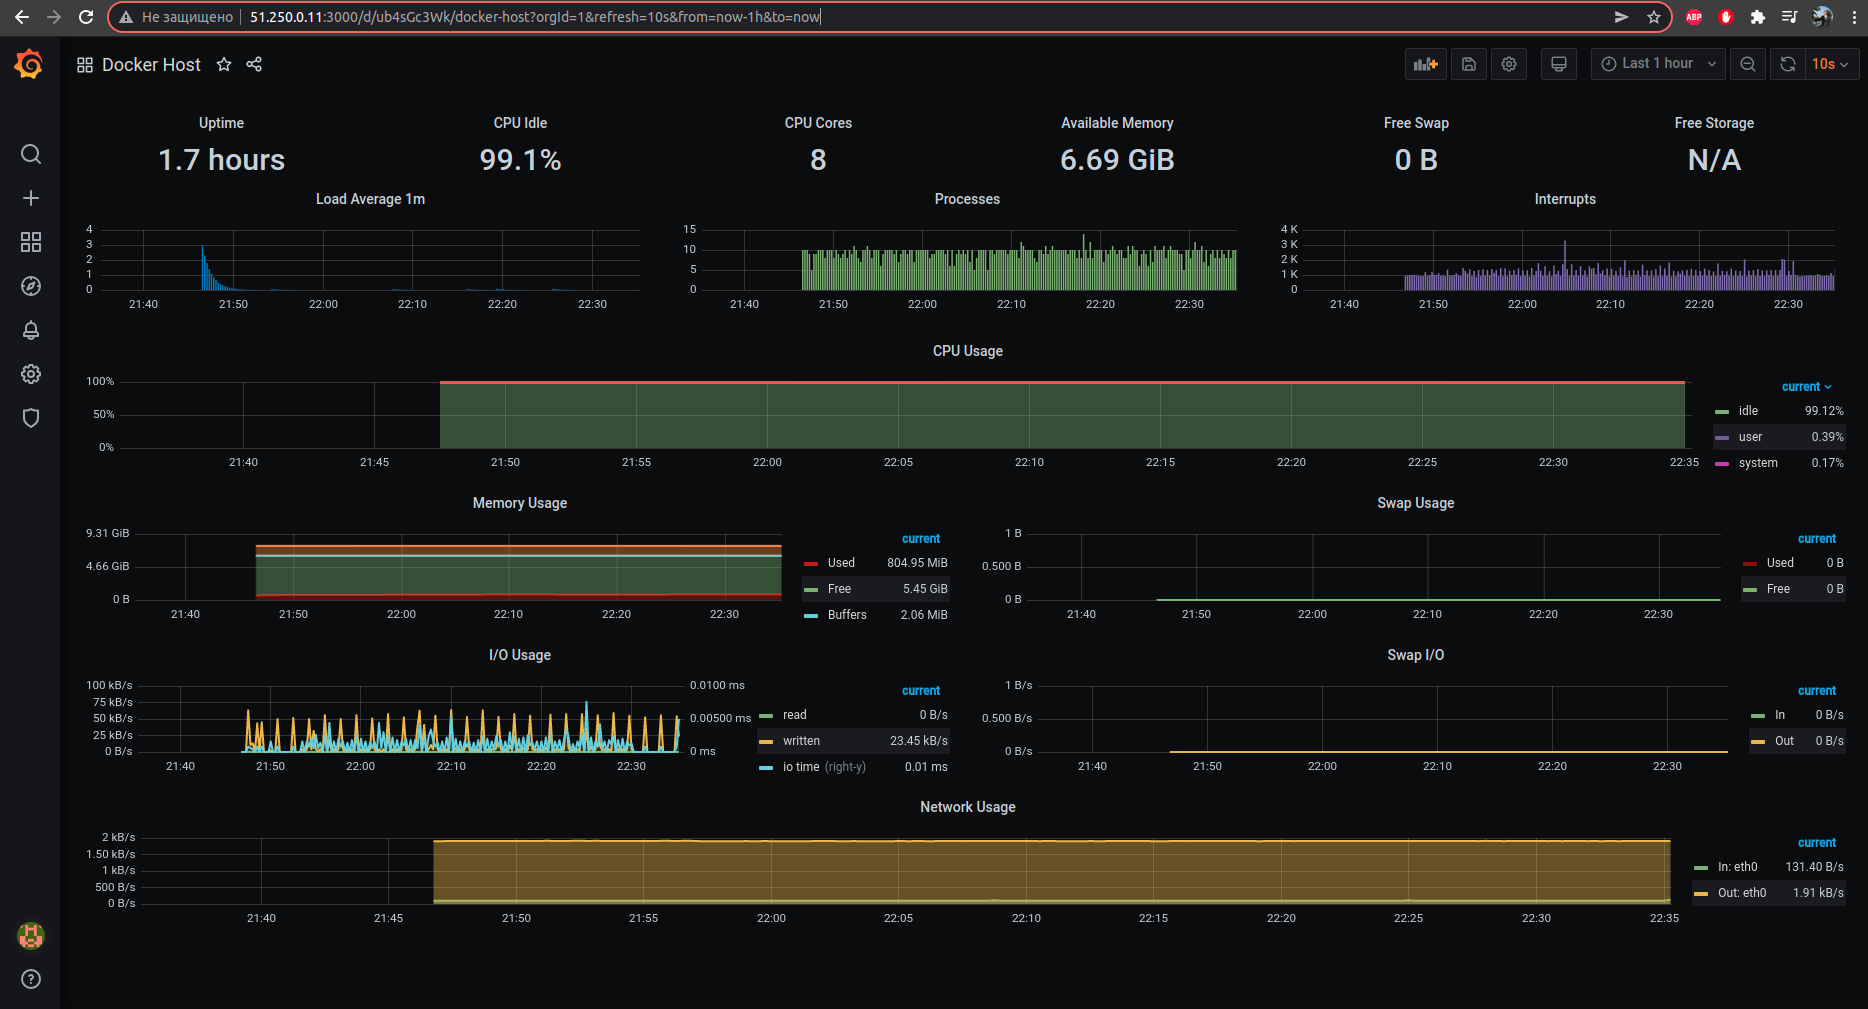 Не защищено 51.250.0.11:3000/d/ub4sGc3Wk/docker-host?orgId=1&refresh=10s&from=now-1h&to=now
ABP
Docker Host
Last 1 hour
10s
Uptime
1.7 hours
CPU Idle
99.1%
CPU Cores
8
Available Memory
6.69 GiB
Free Swap
0 B
Free Storage
N/A
Load Average 1m
4
3
2
1
0
21:40 21:50 22:00 22:10 22:20 22:30
Processes
15
10
5
0
21:40 21:50 22:00 22:10 22:20 22:30
Interrupts
4 K
3 K
2 K
1 K
0
21:40 21:50 22:00 22:10 22:20 22:30
CPU Usage
100%
50%
0%
21:40 21:45 21:50 21:55 22:00 22:05 22:10 22:15 22:20 22:25 22:30 22:35
current
idle 99.12%
user 0.39%
system 0.17%
Memory Usage
9.31 GiB
4.66 GiB
0 B
21:40 21:50 22:00 22:10 22:20 22:30
current
Used 804.95 MiB
Free 5.45 GiB
Buffers 2.06 MiB
Swap Usage
1 B
0.500 B
0 B
21:40 21:50 22:00 22:10 22:20 22:30
current
Used 0 B
Free 0 B
I/O Usage
100 kB/s
75 kB/s
50 kB/s
25 kB/s
0 B/s
0.0100 ms
0.00500 ms
0 ms
21:40 21:50 22:00 22:10 22:20 22:30
current
read 0 B/s
written 23.45 kB/s
io time (right-y) 0.01 ms
Swap I/O
1 B/s
0.500 B/s
0 B/s
21:40 21:50 22:00 22:10 22:20 22:30
current
In 0 B/s
Out 0 B/s
Network Usage
2 kB/s
1.50 kB/s
1 kB/s
500 B/s
0 B/s
21:40 21:45 21:50 21:55 22:00 22:05 22:10 22:15 22:20 22:25 22:30 22:35
current
In: eth0 131.40 B/s
Out: eth0 1.91 kB/s